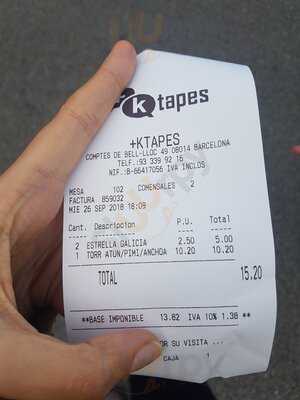 k tapes
+KTAPES
COMPTES DE BELL-LLOC 49 08014 BARCELONA
TELF.:93 339 92 16
NIF.:B-66417056 IVA INCLOS
MESA 102 COMENSALES 2
FACTURA 859032
MIE 26 SEP 2018 18:09
Cant. Descripcion P.U. Total
2 ESTRELLA GALICIA 2.50 5.00
1 TORR ATUN/PIMI/ANCHOA 10.20 10.20
TOTAL 15.20
**BASE IMPONIBLE 13.82 IVA 10% 1.38 **
POR SU VISITA ...
CAJA 1